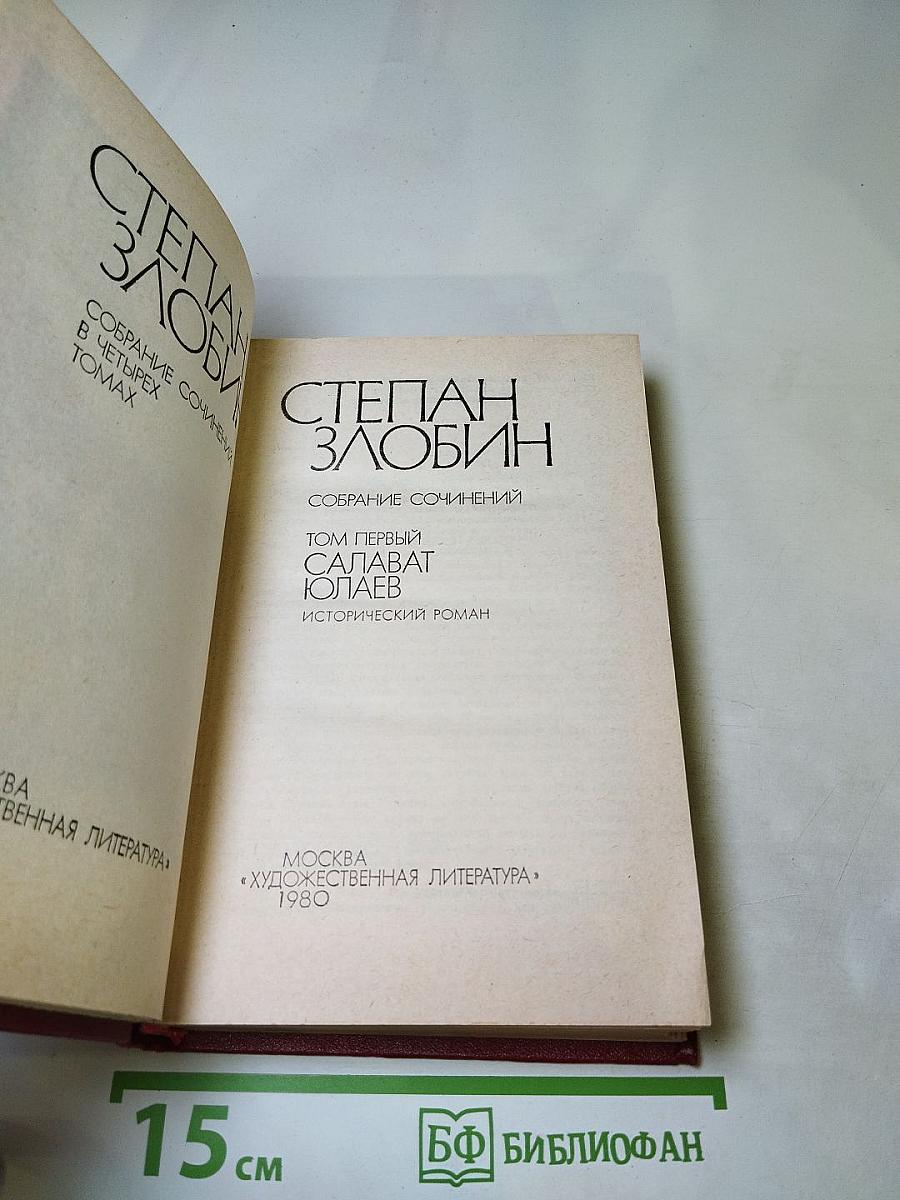 СТЕПАН
ЗЛОБИН
СОБРАНИЕ СОЧИНЕНИЙ
В ЧЕТЫРЕХ
ТОМАХ
ЛИТЕРАТУРА»
СТЕПАН
ЗЛОБИН
СОБРАНИЕ СОЧИНЕНИЙ
ТОМ ПЕРВЫЙ
САЛАВАТ
ЮЛАЕВ
ИСТОРИЧЕСКИЙ РОМАН
МОСКВА
«ХУДОЖЕСТВЕННАЯ ЛИТЕРАТУРА»
1980
15 см
БФ БИБЛИОФАН